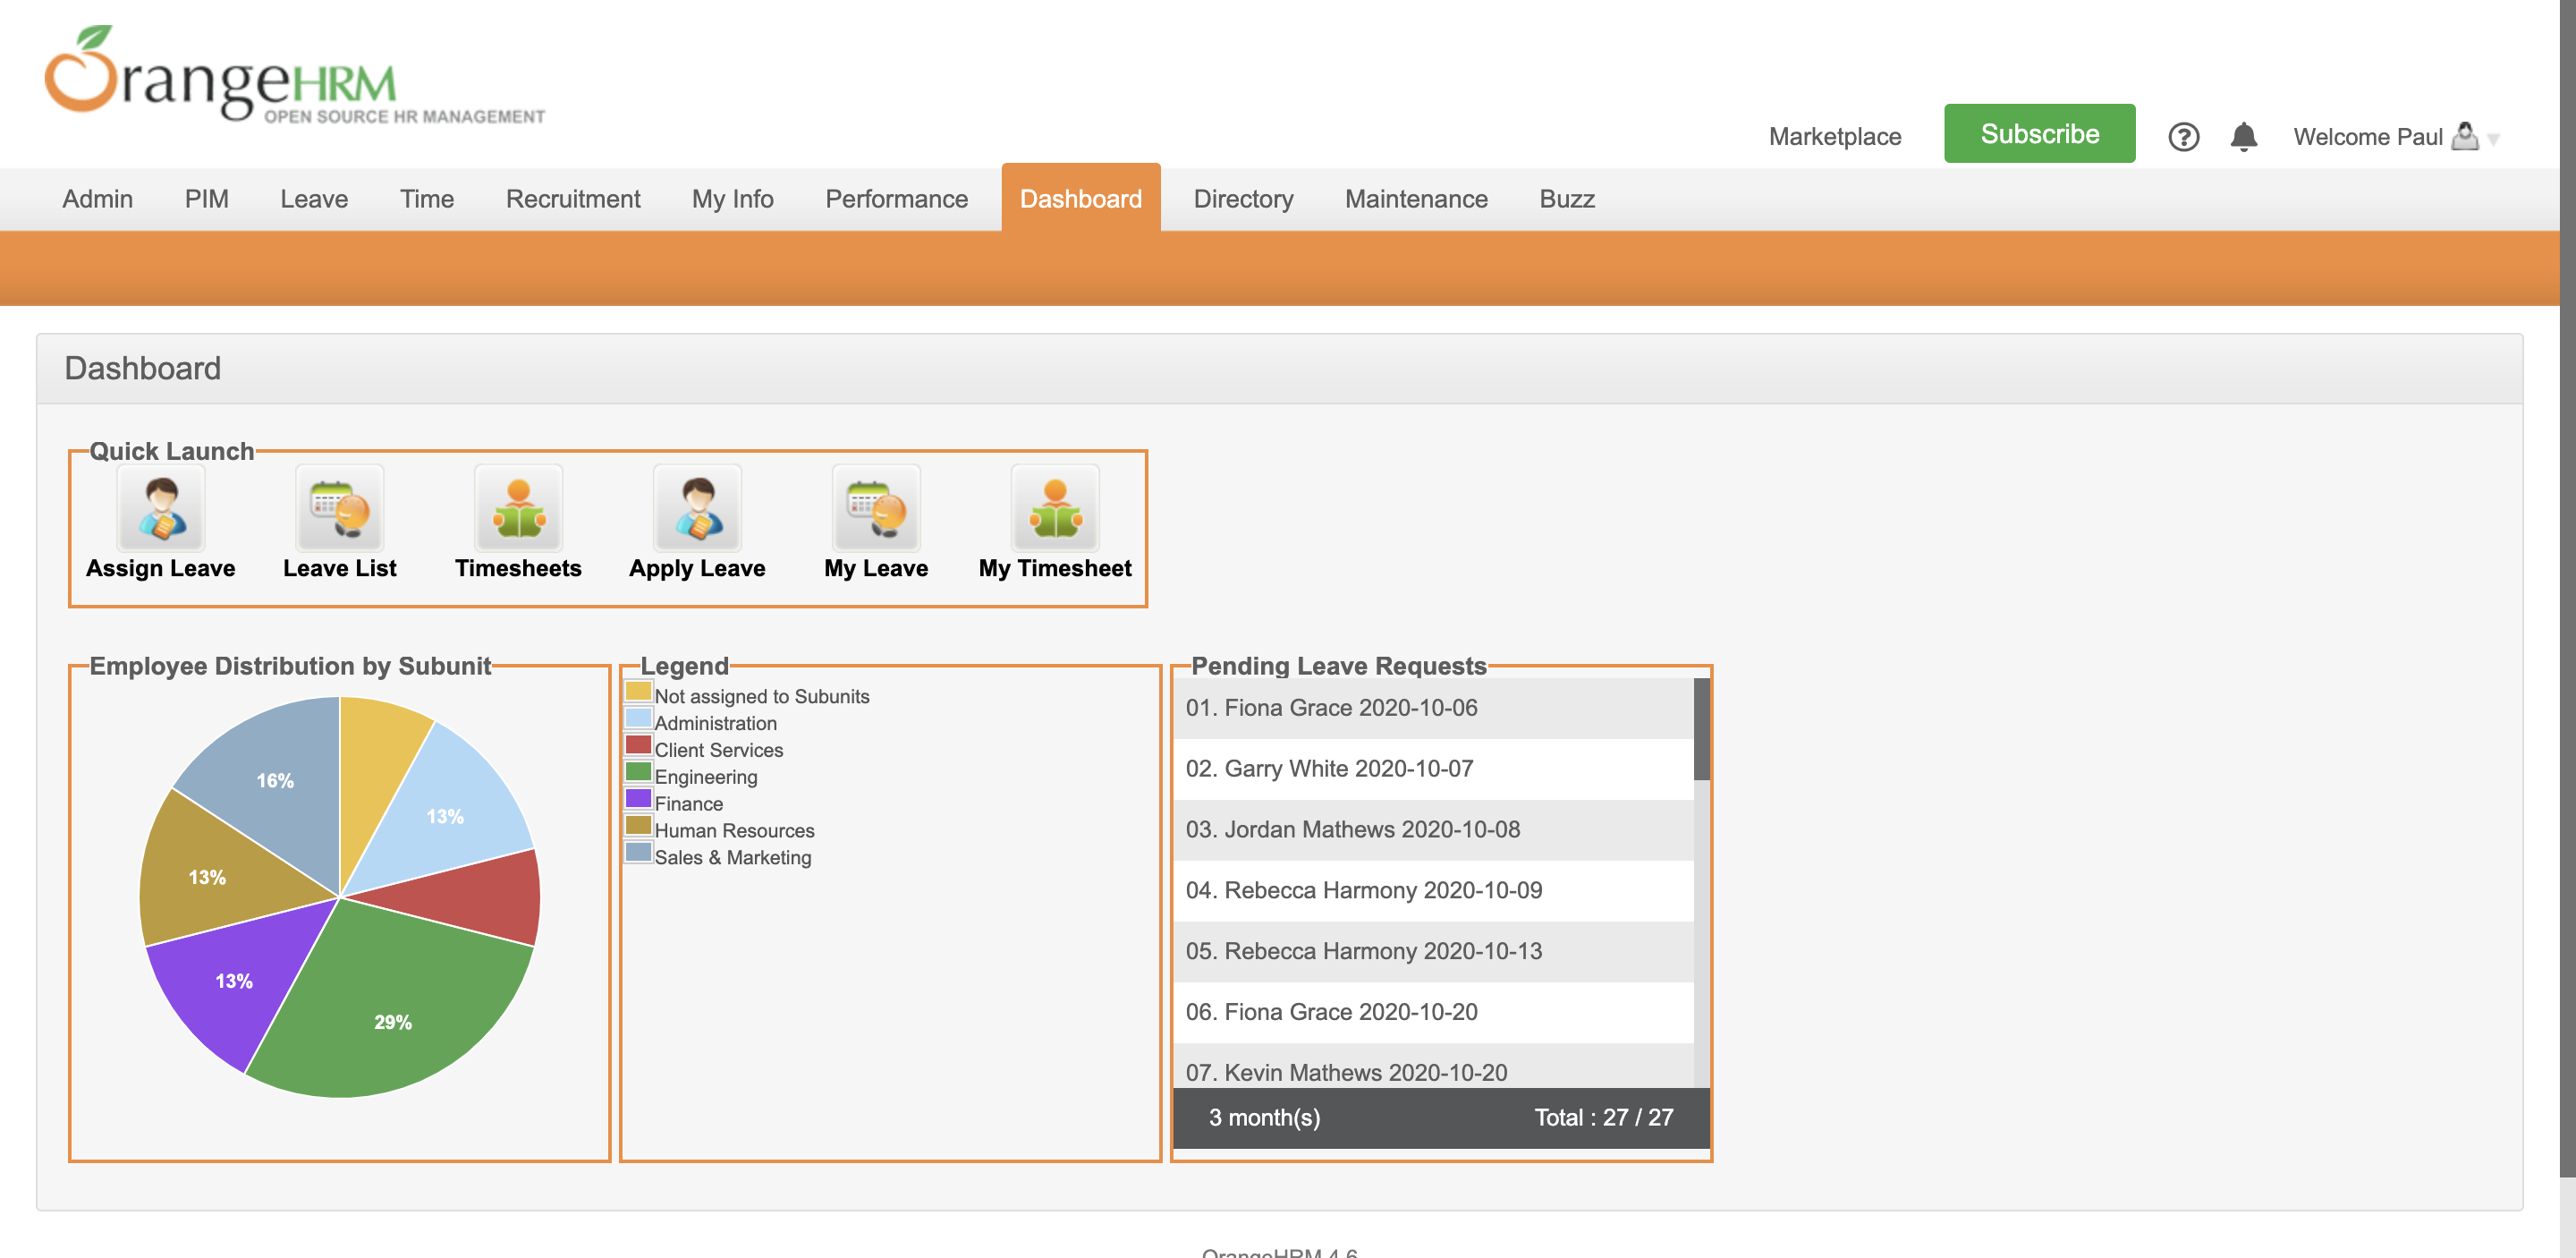 OrangeHRM
OPEN SOURCE HR MANAGEMENT
Marketplace
Subscribe
Welcome Paul
Admin
PIM
Leave
Time
Recruitment
My Info
Performance
Dashboard
Directory
Maintenance
Buzz
Dashboard
Quick Launch
Assign Leave
Leave List
Timesheets
Apply Leave
My Leave
My Timesheet
Employee Distribution by Subunit
16%
13%
13%
13%
29%
Legend
Not assigned to Subunits
Administration
Client Services
Engineering
Finance
Human Resources
Sales & Marketing
Pending Leave Requests
01. Fiona Grace 2020-10-06
02. Garry White 2020-10-07
03. Jordan Mathews 2020-10-08
04. Rebecca Harmony 2020-10-09
05. Rebecca Harmony 2020-10-13
06. Fiona Grace 2020-10-20
07. Kevin Mathews 2020-10-20
3 month(s)
Total : 27 / 27
OrangeHRM 4.6